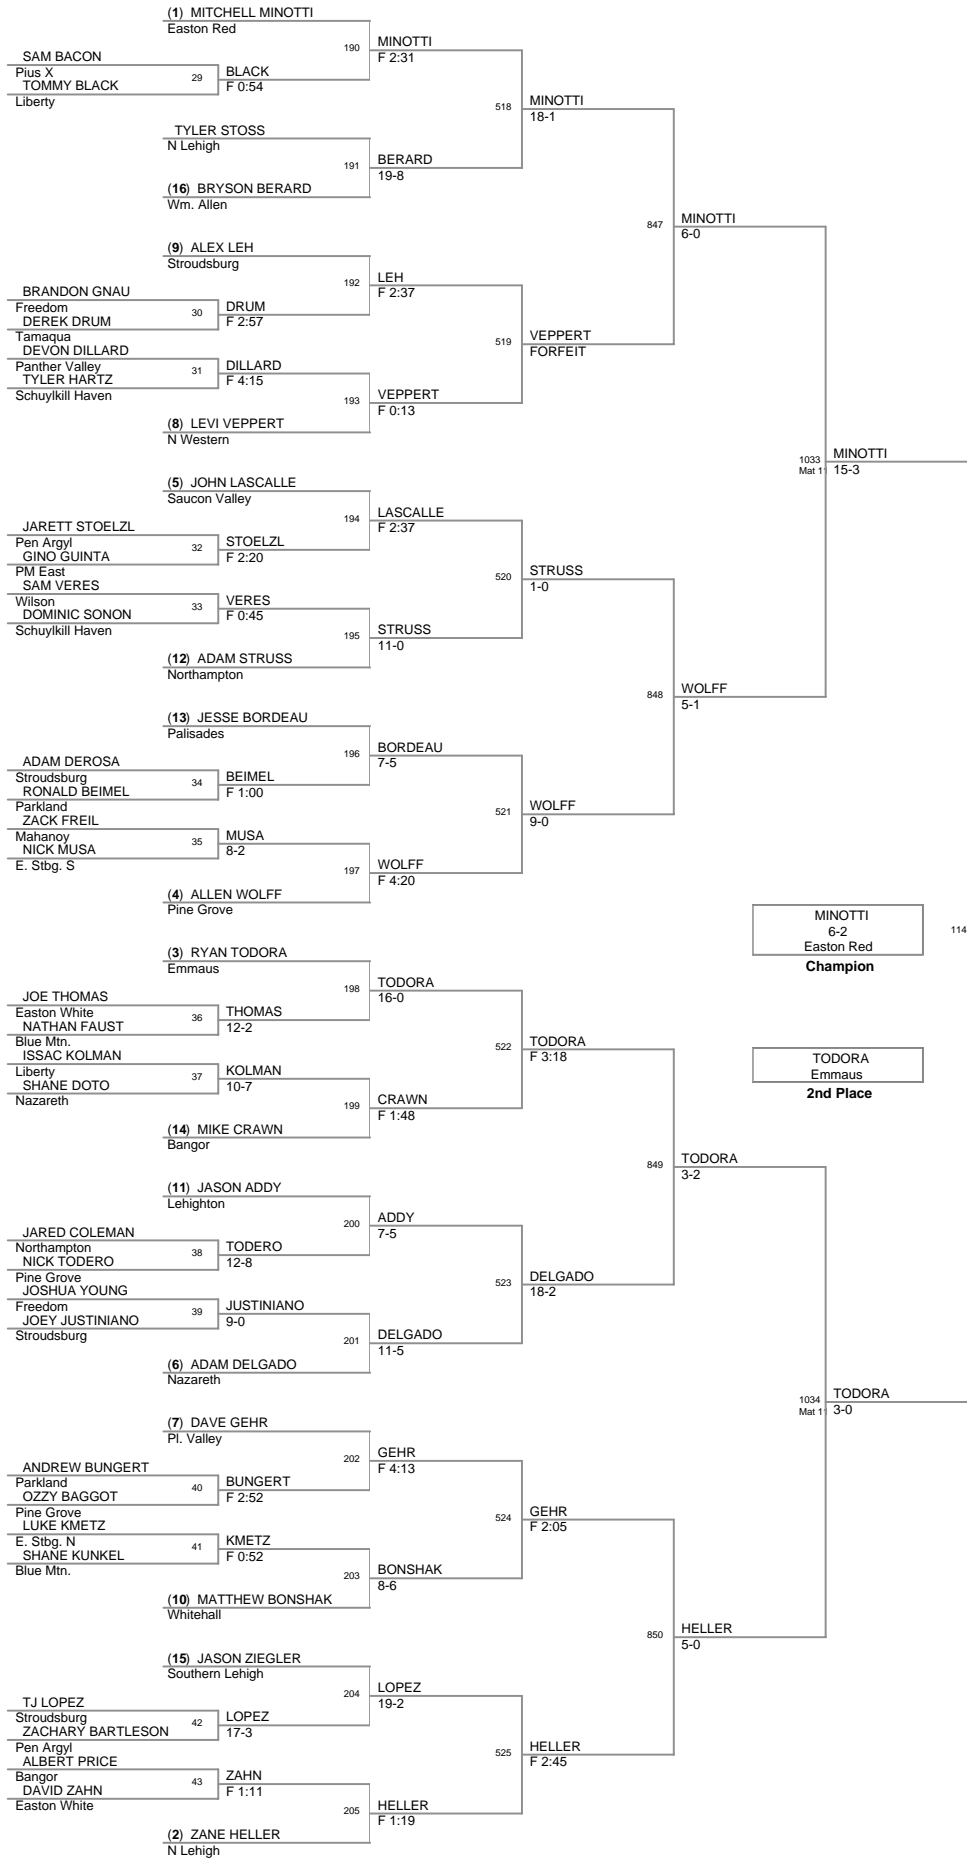 (1) MITCHELL MINOTTI
Easton Red
190
MINOTTI
F 2:31
SAM BACON
Pius X
29
BLACK
F 0:54
TOMMY BLACK
Liberty
518
MINOTTI
18-1
TYLER STOSS
N Lehigh
191
BERARD
19-8
(16) BRYSON BERARD
Wm. Allen
847
MINOTTI
6-0
(9) ALEX LEH
Stroudsburg
192
LEH
F 2:37
BRANDON GNAU
Freedom
30
DRUM
F 2:57
DEREK DRUM
Tamaqua
519
VEPPERT
FORFEIT
DEVON DILLARD
Panther Valley
31
DILLARD
F 4:15
TYLER HARTZ
Schuylkill Haven
193
VEPPERT
F 0:13
(8) LEVI VEPPERT
N Western
1033
Mat 1
MINOTTI
15-3
(5) JOHN LASCALLE
Saucon Valley
194
LASCALLE
F 2:37
JARETT STOELZL
Pen Argyl
32
STOELZL
F 2:20
GINO GUINTA
PM East
520
STRUSS
1-0
SAM VERES
Wilson
33
VERES
F 0:45
DOMINIC SONON
Schuylkill Haven
195
STRUSS
11-0
(12) ADAM STRUSS
Northampton
848
WOLFF
5-1
(13) JESSE BORDEAU
Palisades
196
BORDEAU
7-5
ADAM DEROSA
Stroudsburg
34
BEIMEL
F 1:00
RONALD BEIMEL
Parkland
521
WOLFF
9-0
ZACK FREIL
Mahanoy
35
MUSA
8-2
NICK MUSA
E. Stbg. S
197
WOLFF
F 4:20
(4) ALLEN WOLFF
Pine Grove
MINOTTI
6-2
Easton Red
Champion
114
(3) RYAN TODORA
Emmaus
198
TODORA
16-0
JOE THOMAS
Easton White
36
THOMAS
12-2
NATHAN FAUST
Blue Mtn.
522
TODORA
F 3:18
TODORA
Emmaus
2nd Place
ISSAC KOLMAN
Liberty
37
KOLMAN
10-7
SHANE DOTO
Nazareth
199
CRAWN
F 1:48
(14) MIKE CRAWN
Bangor
849
TODORA
3-2
(11) JASON ADDY
Lehighton
200
ADDY
7-5
JARED COLEMAN
Northampton
38
TODERO
12-8
NICK TODERO
Pine Grove
523
DELGADO
18-2
JOSHUA YOUNG
Freedom
39
JUSTINIANO
9-0
JOEY JUSTINIANO
Stroudsburg
201
DELGADO
11-5
(6) ADAM DELGADO
Nazareth
1034
Mat 1
TODORA
3-0
(7) DAVE GEHR
Pl. Valley
202
GEHR
F 4:13
ANDREW BUNGERT
Parkland
40
BUNGERT
F 2:52
OZZY BAGGOT
Pine Grove
524
GEHR
F 2:05
LUKE KMETZ
E. Stbg. N
41
KMETZ
F 0:52
SHANE KUNKEL
Blue Mtn.
203
BONSHAK
8-6
(10) MATTHEW BONSHAK
Whitehall
850
HELLER
5-0
(15) JASON ZIEGLER
Southern Lehigh
204
LOPEZ
19-2
TJ LOPEZ
Stroudsburg
42
LOPEZ
17-3
ZACHARY BARTLESON
Pen Argyl
525
HELLER
F 2:45
ALBERT PRICE
Bangor
43
ZAHN
F 1:11
DAVID ZAHN
Easton White
205
HELLER
F 1:19
(2) ZANE HELLER
N Lehigh